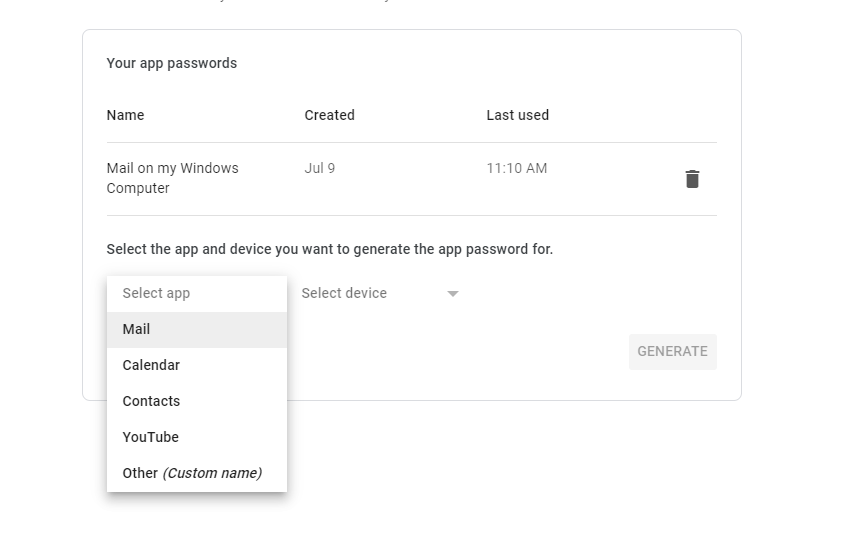 Your app passwords
Name Created Last used
Mail on my Windows Jul 9 11:10 AM
Computer
Select the app and device you want to generate the app password for.
Select app Select device
Mail
GENERATE
Calendar
Contacts
YouTube
Other (Custom name)